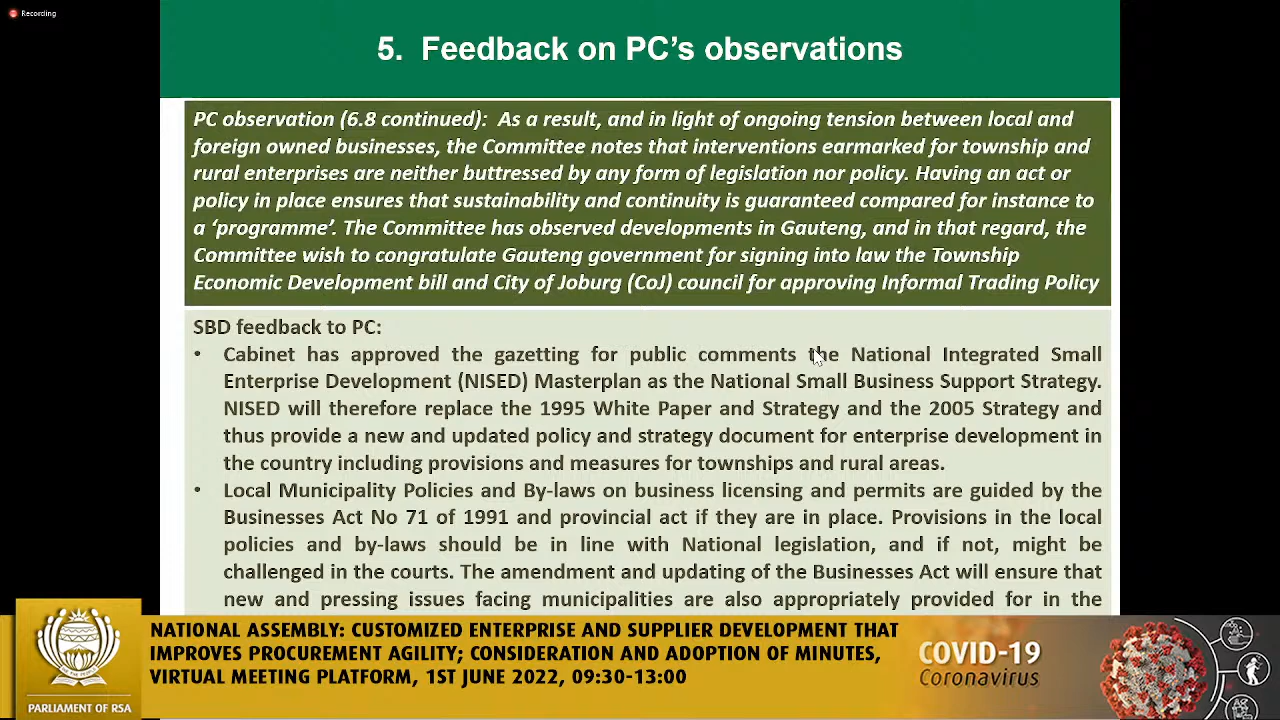 Recording
5. Feedback on PC's observations
PC observation (6.8 continued): As a result, and in light of ongoing tension between local and
foreign owned businesses, the Committee notes that interventions earmarked for township and
rural enterprises are neither buttressed by any form of legislation nor policy. Having an act or
policy in place ensures that sustainability and continuity is guaranteed compared for instance to
a 'programme'. The Committee has observed developments in Gauteng, and in that regard, the
Committee wish to congratulate Gauteng government for signing into law the Township
Economic Development bill and City of Joburg (CoJ) council for approving Informal Trading Policy
SBD feedback to PC:
• Cabinet has approved the gazetting for public comments the National Integrated Small
Enterprise Development (NISED) Masterplan as the National Small Business Support Strategy.
NISED will therefore replace the 1995 White Paper and Strategy and the 2005 Strategy and
thus provide a new and updated policy and strategy document for enterprise development in
the country including provisions and measures for townships and rural areas.
• Local Municipality Policies and By-laws on business licensing and permits are guided by the
Businesses Act No 71 of 1991 and provincial act if they are in place. Provisions in the local
policies and by-laws should be in line with National legislation, and if not, might be
challenged in the courts. The amendment and updating of the Businesses Act will ensure that
new and pressing issues facing municipalities are also appropriately provided for in the
NATIONAL ASSEMBLY: CUSTOMIZED ENTERPRISE AND SUPPLIER DEVELOPMENT THAT
IMPROVES PROCUREMENT AGILITY; CONSIDERATION AND ADOPTION OF MINUTES,
VIRTUAL MEETING PLATFORM, 1ST JUNE 2022, 09:30-13:00
PARLIAMENT OF RSA
COVID-19
Coronavirus